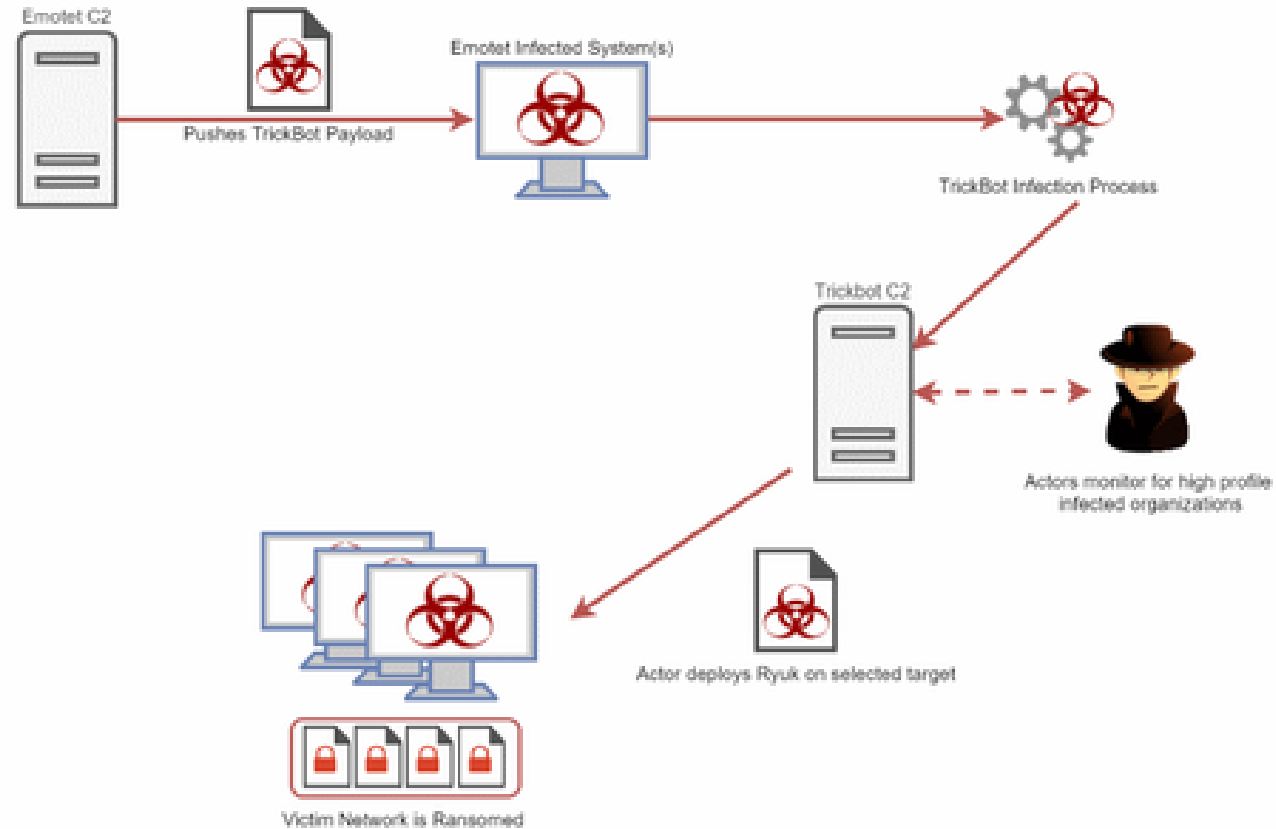 Emotet C2
Pushes TrickBot Payload
Emotet Infected System(s)
TrickBot Infection Process
Trickbot C2
Actors moniter for high profile
infected organizations
Actor deploys Ryuk on selected target
Victim Network is Ransomed